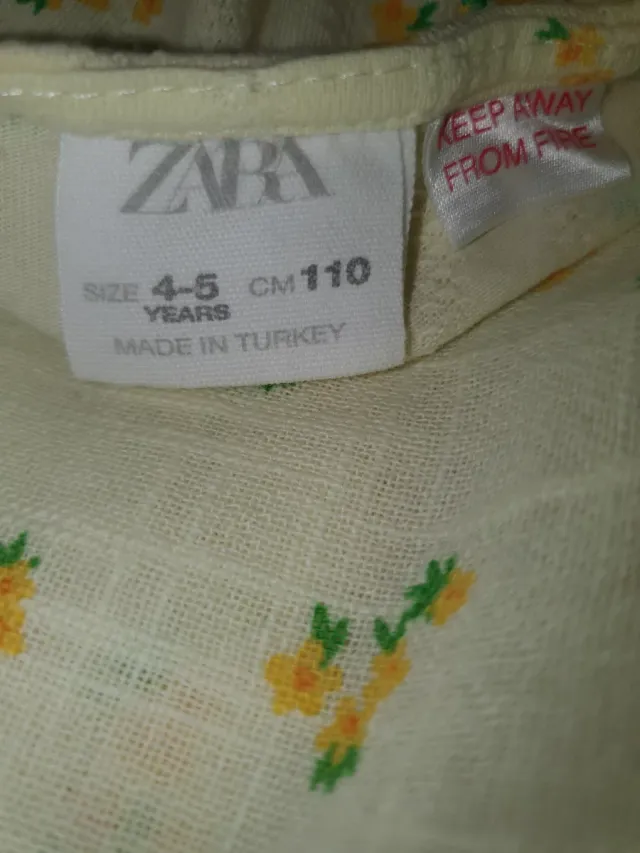 ZARA
SIZE 4-5 CM 110
YEARS
MADE IN TURKEY
KEEP AWAY
FROM FIRE